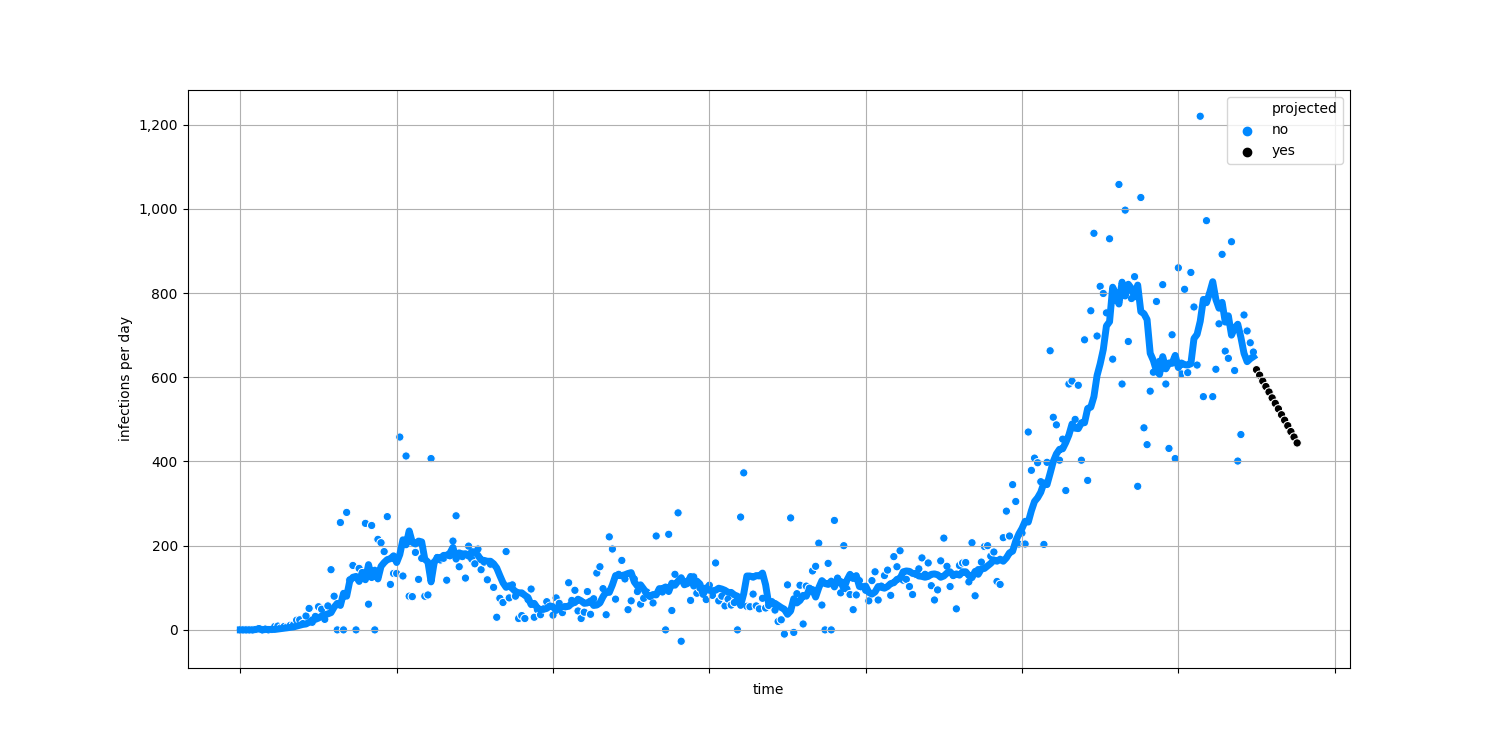 projected
no
yes
1,200
1,000
800
600
400
200
0
infections per day
time